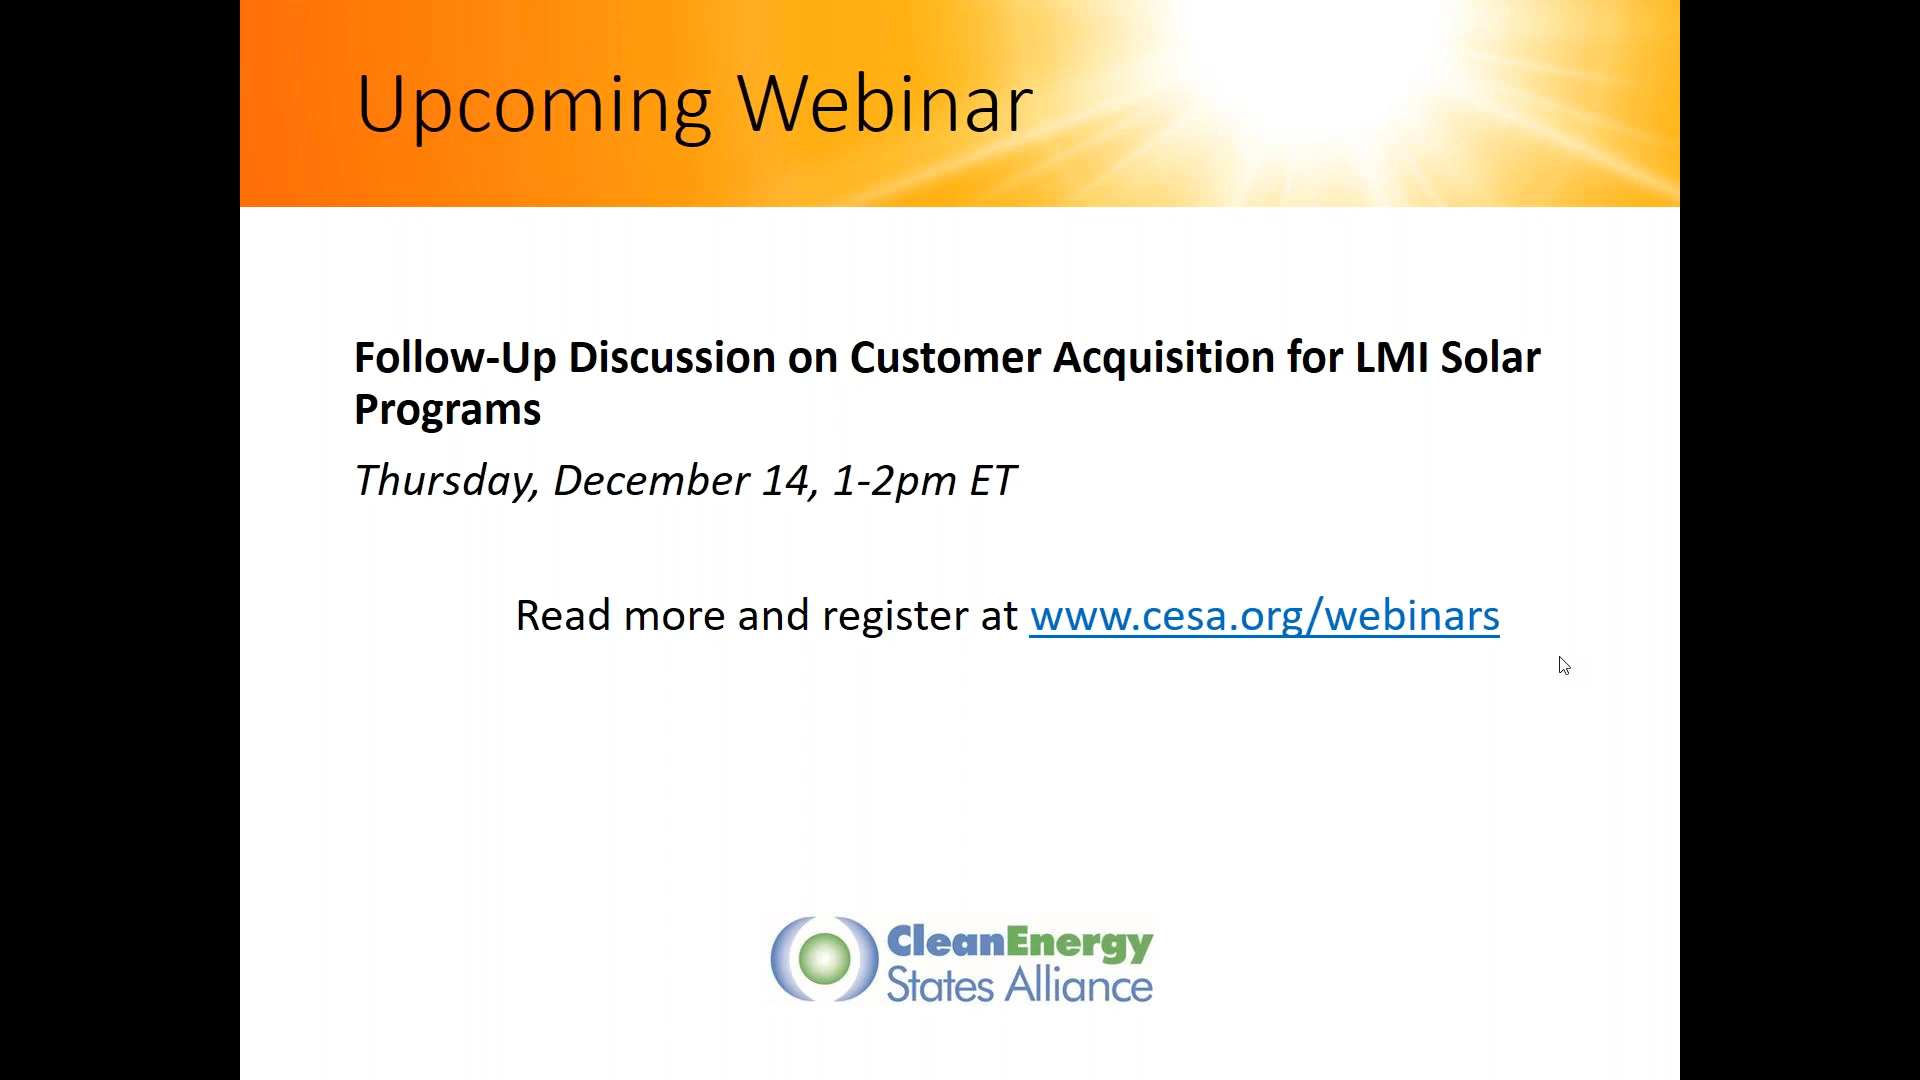 Upcoming Webinar
Follow-Up Discussion on Customer Acquisition for LMI Solar
Programs
Thursday, December 14, 1-2pm ET
Read more and register at www.cesa.org/webinars
CleanEnergy
States Alliance